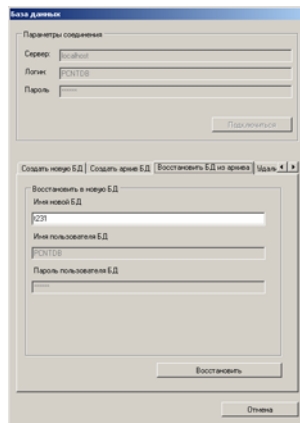 База данных
Параметры соединения
Сервер: localhost
Логин: PCNTDB
Пароль ******
Подключиться
Создать новую БД Создать архив БД Восстановить БД из архива
Восстановить в новую БД
Имя новой БД
Имя пользователя БД
PCNTDB
Пароль пользователя БД
******
Восстановить
Отмена